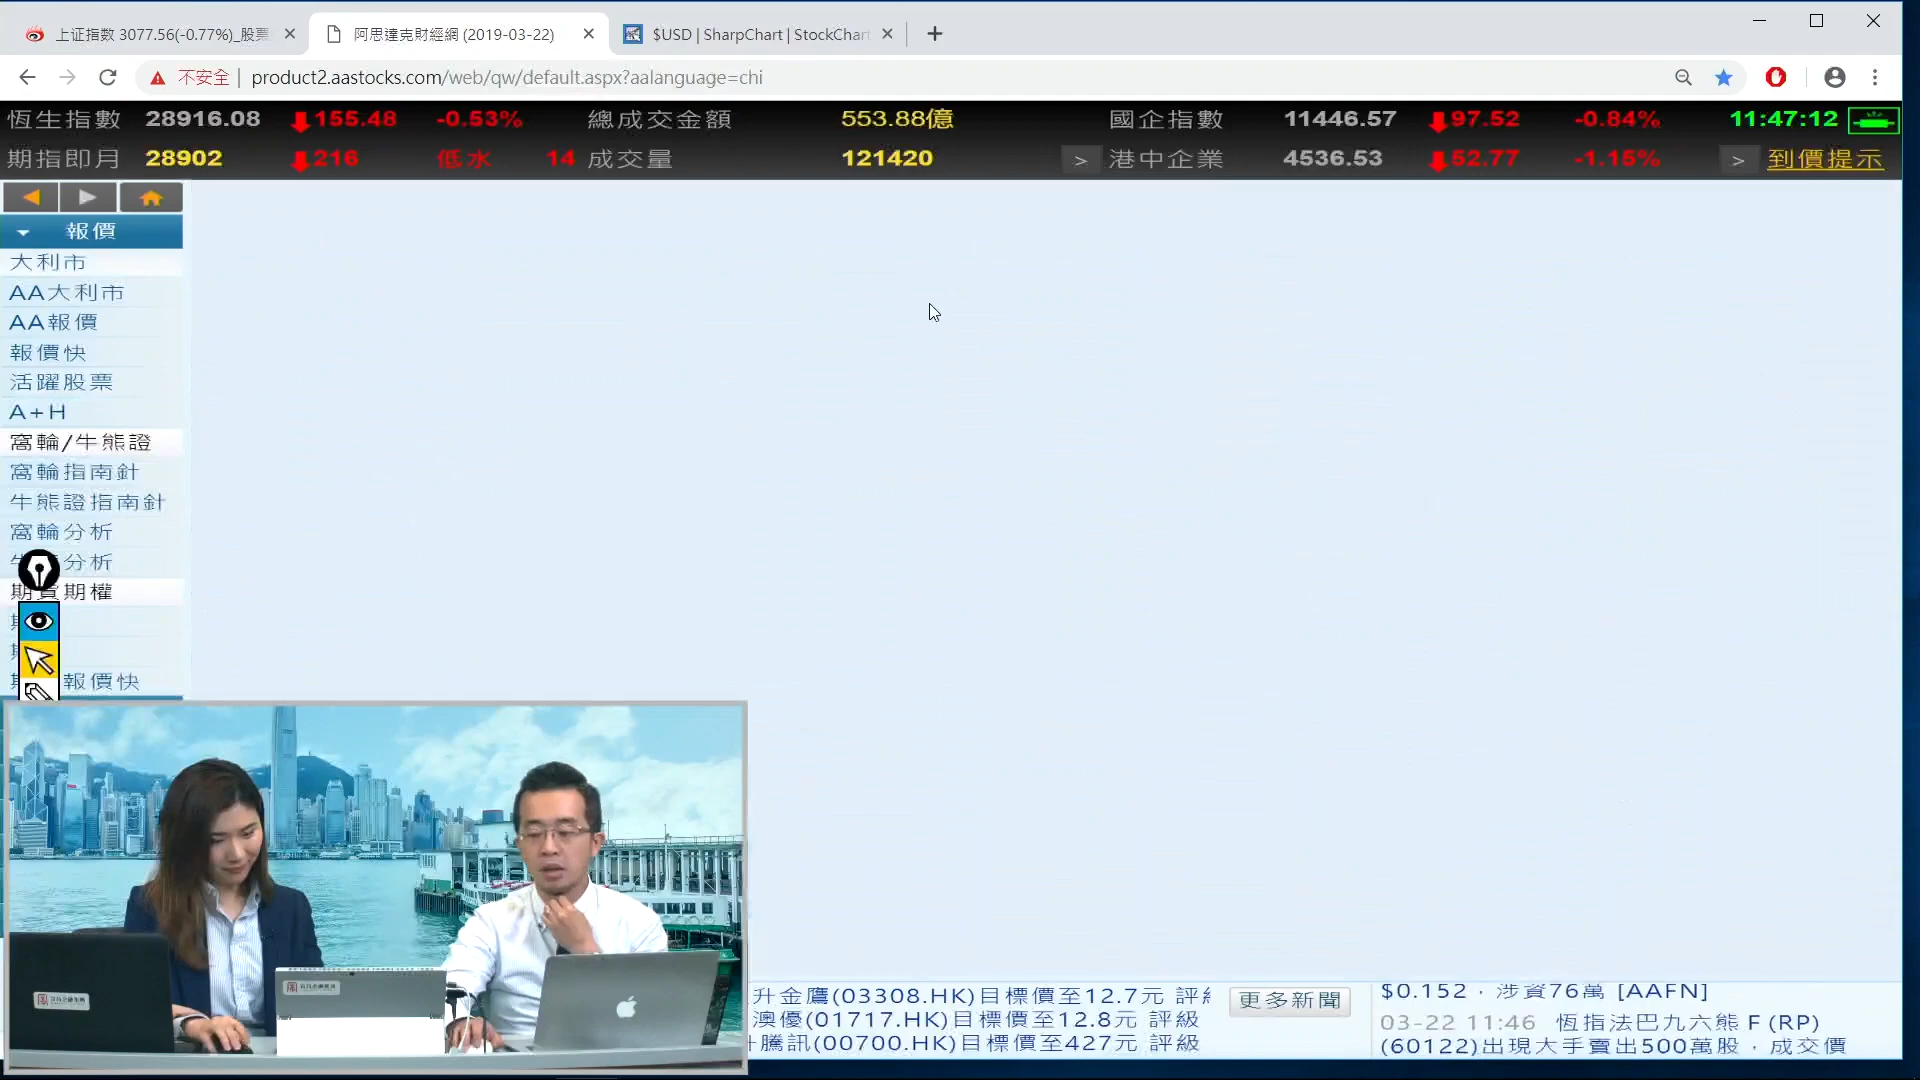 上证指数 3077.56(-0.77%)_股票
阿思達克財經網 (2019-03-22)
$USD | SharpChart | StockChart
不安全 | product2.aastocks.com/web/qw/default.aspx?aalanguage=chi
恆生指數 28916.08 155.48 -0.53% 總成交金額 553.88億 國企指數 11446.57 97.52 -0.84% 11:47:12
期指即月 28902 216 低水 14 成交量 121420 > 港中企業 4536.53 52.77 -1.15% > 到價提示
報價
大利市
AA大利市
AA報價
報價快
活躍股票
A+H
窩輪/牛熊證
窩輪指南針
牛熊證指南針
窩輪分析
分析
期貨期權
報價快
升金鷹(03308.HK)目標價至12.7元 評
澳優(01717.HK)目標價至12.8元 評級
騰訊(00700.HK)目標價至427元 評級
更多新聞
$0.152，涉資76萬 [AAFN]
03-22 11:46 恆指法巴九六熊 F (RP)
(60122)出現大手賣出500萬股，成交價